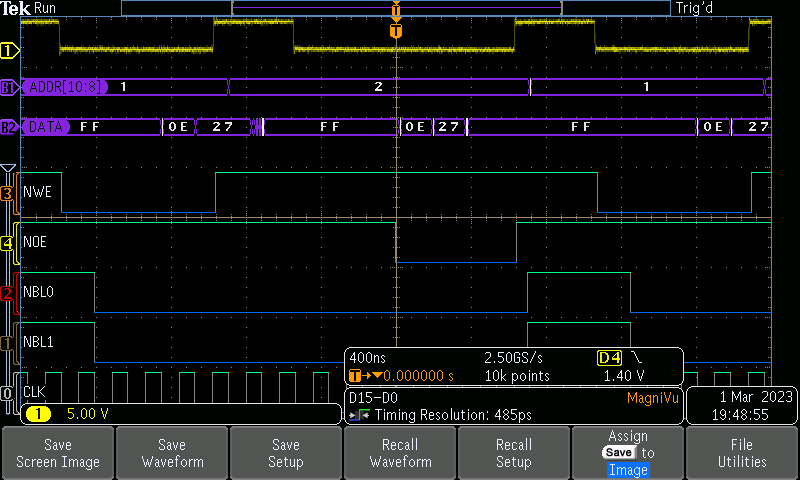 Tek Run Trig'd
T
T
1
B1 ADDR[10:8] 1 2 1
B2 DATA FF 0E 27 FF 0E 27 FF 0E 27
3 NWE
4 NOE
2 NBL0
1 NBL1
0 CLK
400ns 2.50GS/s D4
T 0.000000 s 10k points 1.40 V
D15-D0 MagniVu
Timing Resolution: 485ps
1 5.00 V
1 Mar 2023
19:48:55
Save
Screen Image
Save
Waveform
Save
Setup
Recall
Waveform
Recall
Setup
Assign
Save to
Image
File
Utilities